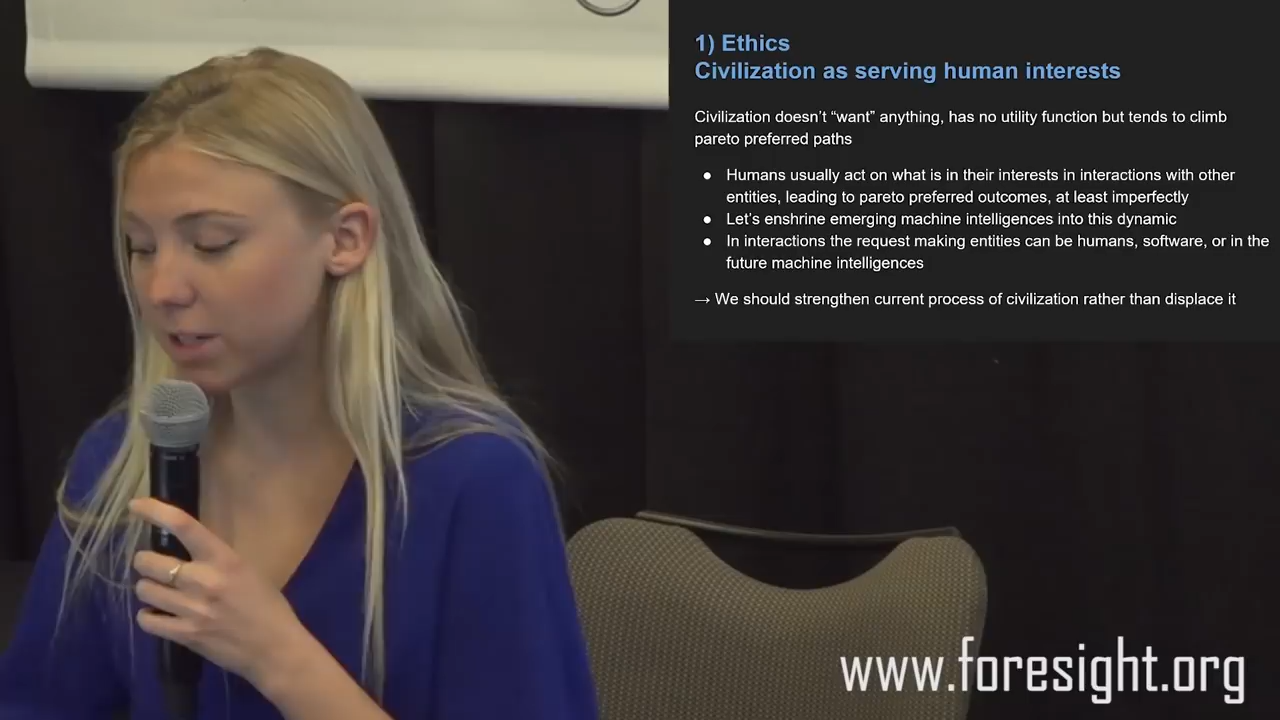 1) Ethics
Civilization as serving human interests
Civilization doesn't “want” anything, has no utility function but tends to climb
pareto preferred paths
● Humans usually act on what is in their interests in interactions with other
entities, leading to pareto preferred outcomes, at least imperfectly
● Let's enshrine emerging machine intelligences into this dynamic
● In interactions the request making entities can be humans, software, or in the
future machine intelligences
→ We should strengthen current process of civilization rather than displace it
www.foresight.org